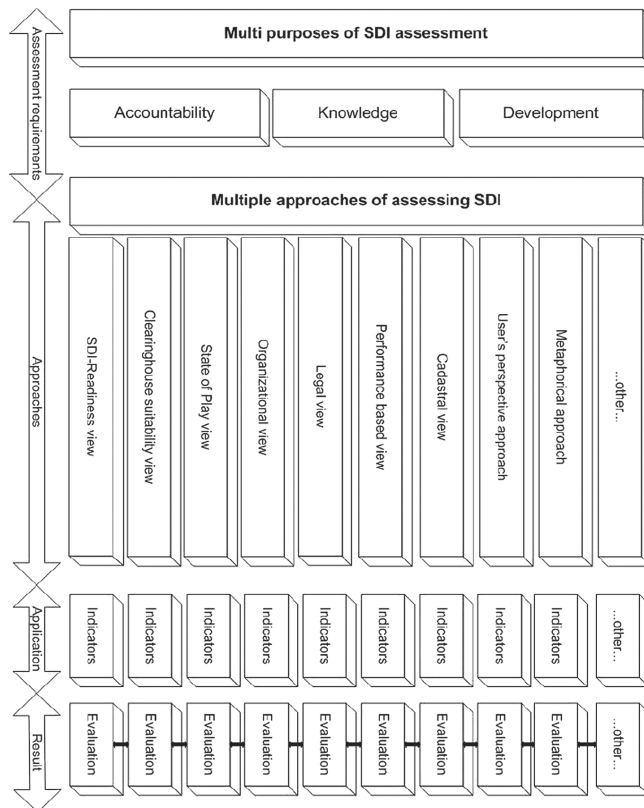 Assessment requirements
Multi purposes of SDI assessment
Accountability
Knowledge
Development
Multiple approaches of assessing SDI
Approaches
SDI-Readiness view
Clearinghouse suitability view
State of Play view
Organizational view
Legal view
Performance based view
Cadastral view
User's perspective approach
Metaphorical approach
...other...
Application
Indicators
Indicators
Indicators
Indicators
Indicators
Indicators
Indicators
Indicators
Indicators
...other...
Result
Evaluation
Evaluation
Evaluation
Evaluation
Evaluation
Evaluation
Evaluation
Evaluation
Evaluation
...other...